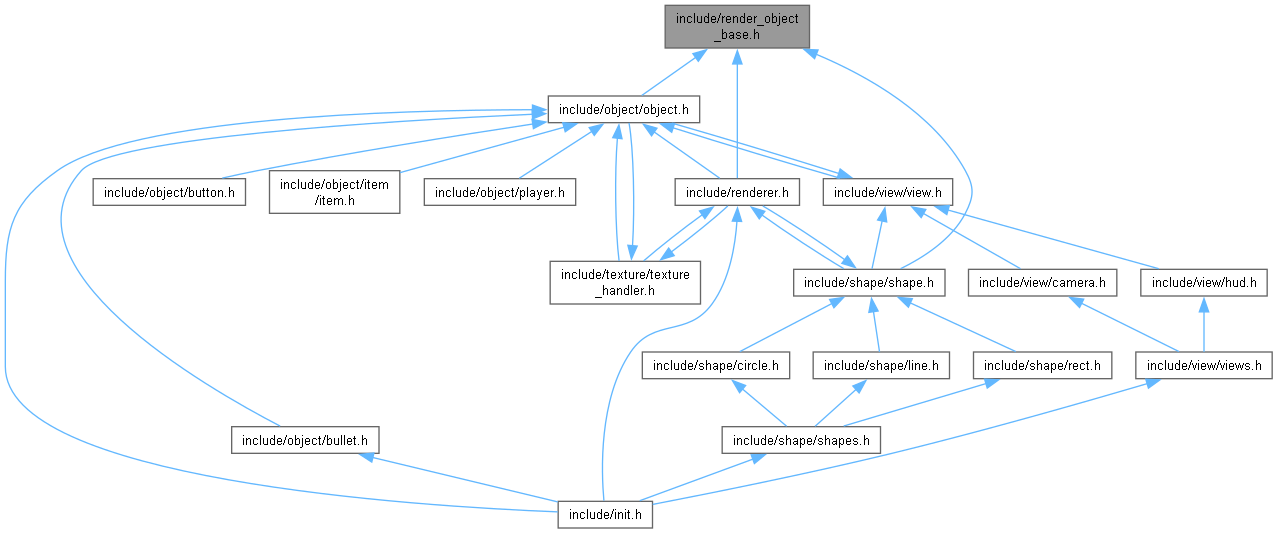 include/render_object
_base.h
include/object/object.h
include/object/button.h
include/object/item
/item.h
include/object/player.h
include/renderer.h
include/view/view.h
include/texture/texture
_handler.h
include/shape/shape.h
include/view/camera.h
include/view/hud.h
include/shape/circle.h
include/shape/line.h
include/shape/rect.h
include/view/views.h
include/object/bullet.h
include/shape/shapes.h
include/init.h